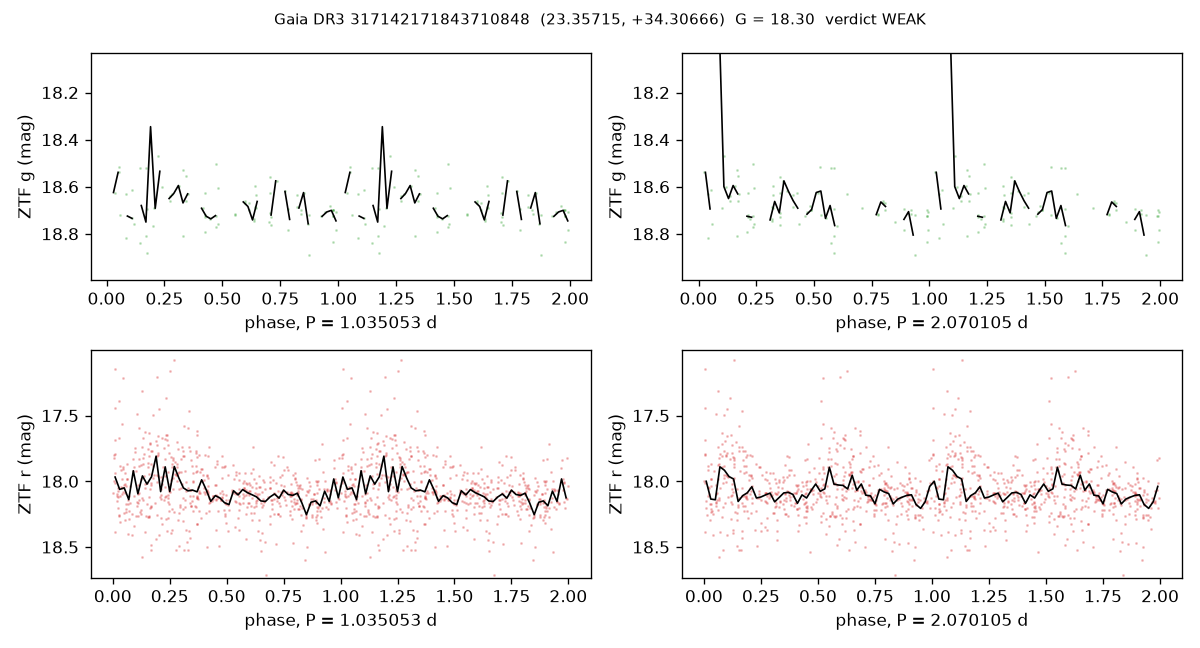 Gaia DR3 317142171843710848 (23.35715, +34.30666) G = 18.30 verdict WEAK
ZTF g (mag)
18.2
18.4
18.6
18.8
0.00 0.25 0.50 0.75 1.00 1.25 1.50 1.75 2.00
phase, P = 1.035053 d
ZTF g (mag)
18.2
18.4
18.6
18.8
0.00 0.25 0.50 0.75 1.00 1.25 1.50 1.75 2.00
phase, P = 2.070105 d
ZTF r (mag)
17.5
18.0
18.5
0.00 0.25 0.50 0.75 1.00 1.25 1.50 1.75 2.00
phase, P = 1.035053 d
ZTF r (mag)
17.5
18.0
18.5
0.00 0.25 0.50 0.75 1.00 1.25 1.50 1.75 2.00
phase, P = 2.070105 d